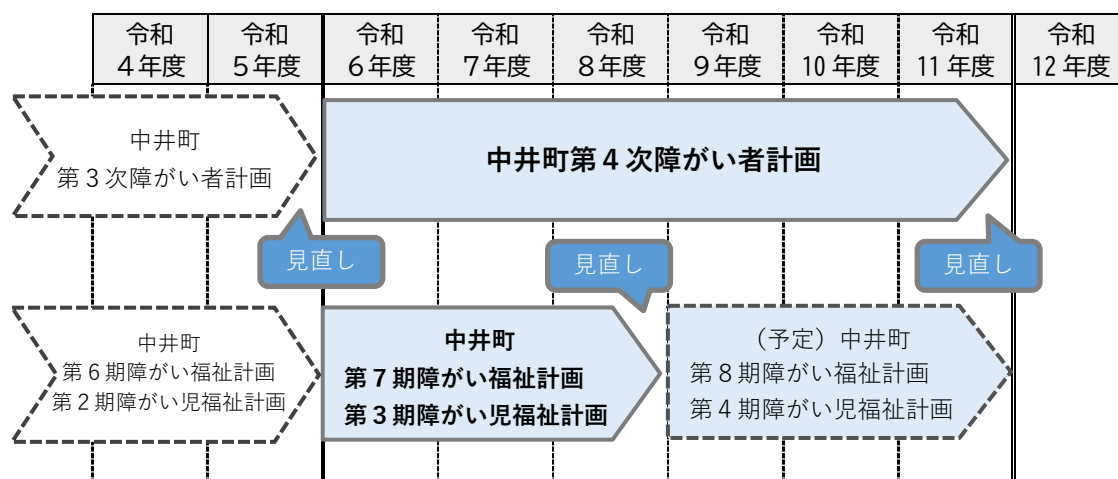 令和
4年度
令和
5年度
令和
6年度
令和
7年度
令和
8年度
令和
9年度
令和
10年度
令和
11年度
令和
12年度
中井町
第3次障がい者計画
中井町第4次障がい者計画
見直し
見直し
見直し
中井町
第6期障がい福祉計画
第2期障がい児福祉計画
中井町
第7期障がい福祉計画
第3期障がい児福祉計画
(予定)中井町
第8期障がい福祉計画
第4期障がい児福祉計画